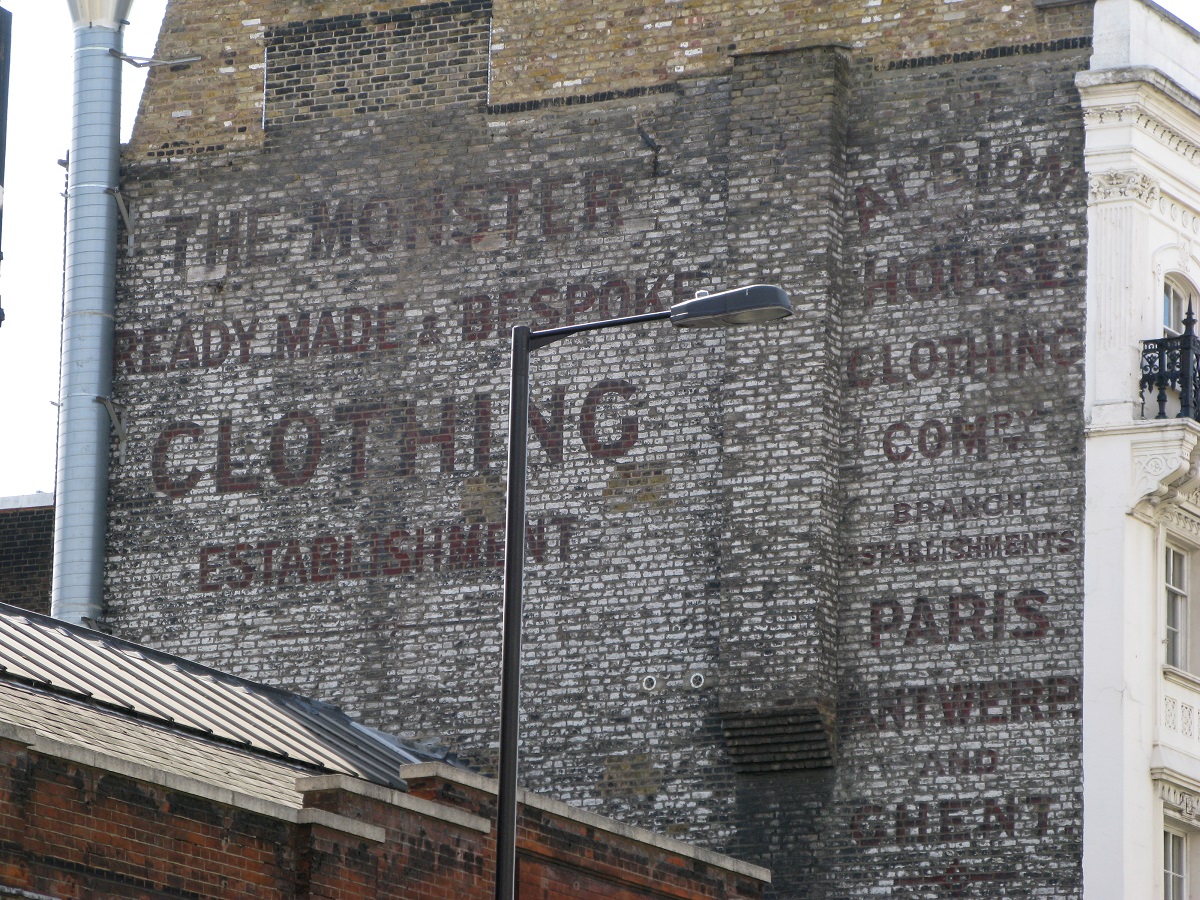 THE MONSTER
READY MADE & BESPOKE
CLOTHING
ESTABLISHMENT
ALBION
HOUSE
CLOTHING
COMPY
BRANCH
ESTABLISHMENTS
PARIS
ANTWERP
AND
GHENT